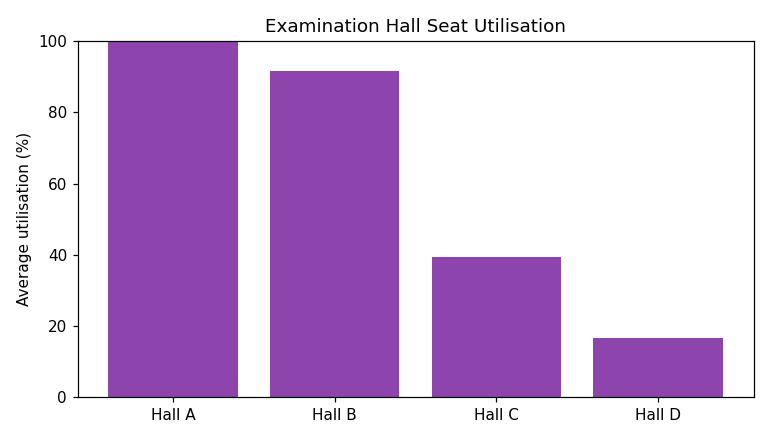 Examination Hall Seat Utilisation
Average utilisation (%)
100
80
60
40
20
0
Hall A
Hall B
Hall C
Hall D